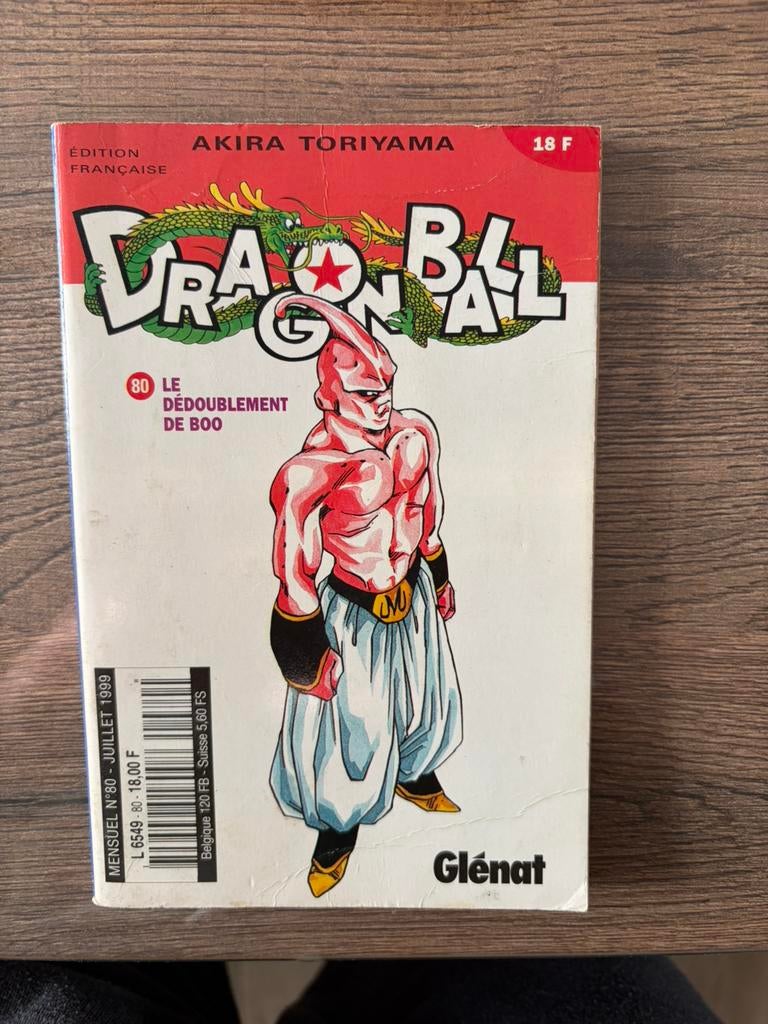 ÉDITION
FRANÇAISE
AKIRA TORIYAMA
18 F
DRAGON BALL
80 LE
DÉDOUBLEMENT
DE BOO
MENSUEL N°80 - JUILLET 1999
L 6549 - 80 - 18,00 F
Belgique 120 FB - Suisse 5,60 FS
M
Glénat